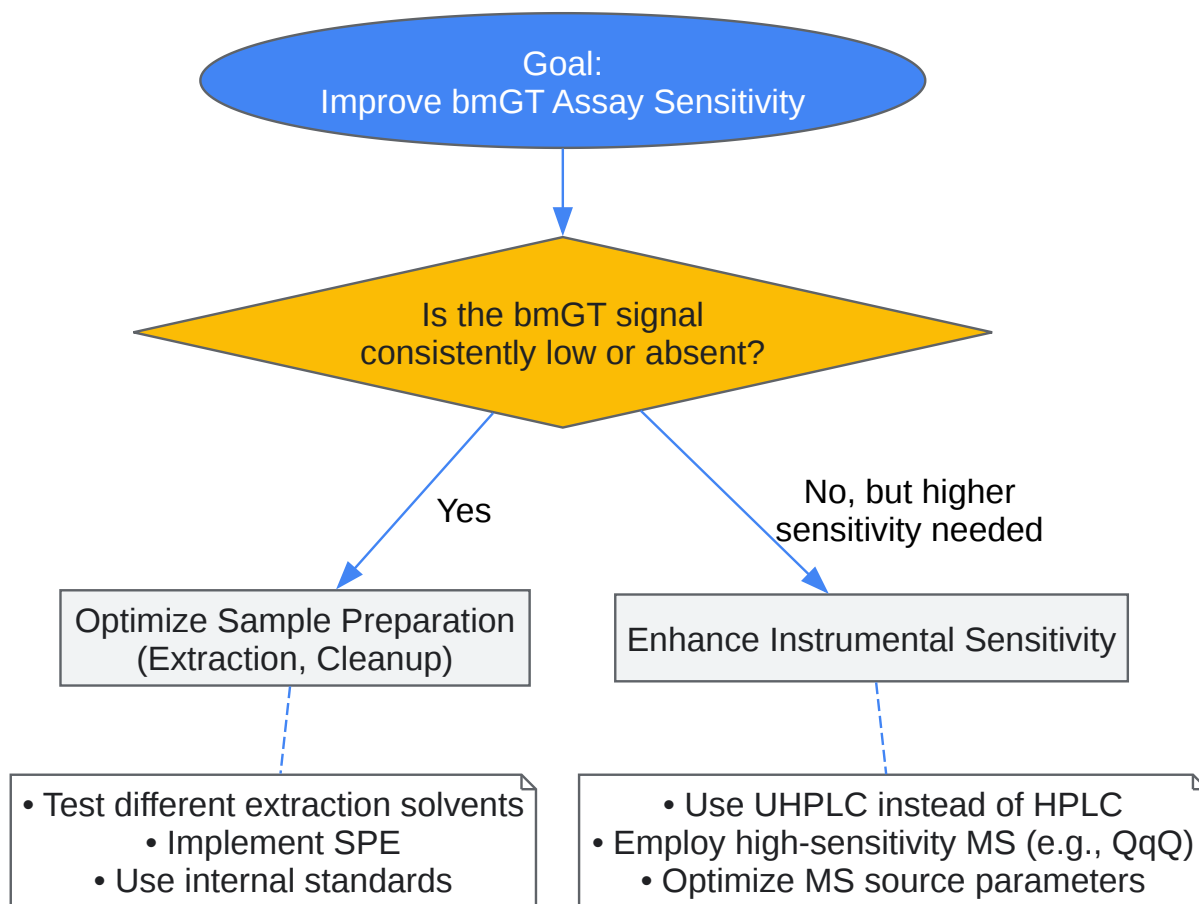 Goal:
Improve bmGT Assay Sensitivity
Is the bmGT signal
consistently low or absent?
Yes
No, but higher
sensitivity needed
Optimize Sample Preparation
(Extraction, Cleanup)
Enhance Instrumental Sensitivity
• Test different extraction solvents
• Implement SPE
• Use internal standards
• Use UHPLC instead of HPLC
• Employ high-sensitivity MS (e.g., QqQ)
• Optimize MS source parameters